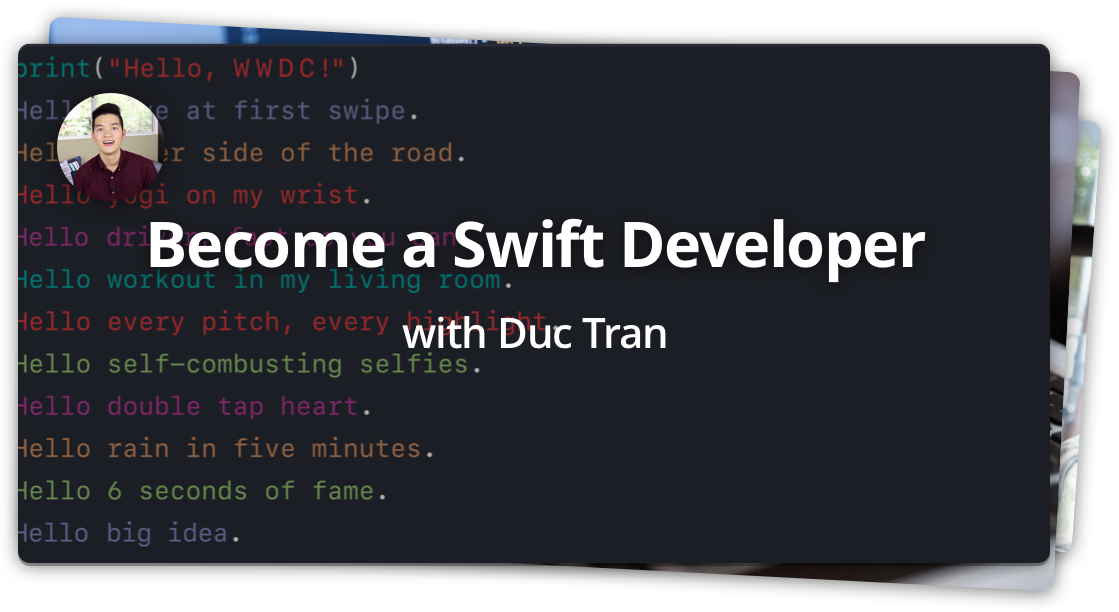 print("Hello, WWDC!")
Hello at first swipe.
side of the road.
Hello yogi on my wrist.
Hello
Become a Swift Developer
Hello workout in my living room.
Hello every pitch, every highlight.
with Duc Tran
Hello self-combusting selfies.
Hello double tap heart.
Hello rain in five minutes.
Hello 6 seconds of fame.
Hello big idea.